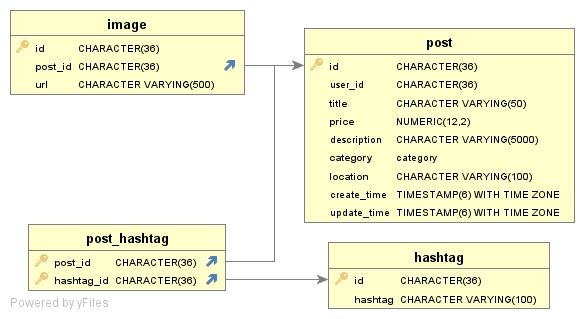 image
id CHARACTER(36)
post_id CHARACTER(36)
url CHARACTER VARYING(500)
post
id CHARACTER(36)
user_id CHARACTER(36)
title CHARACTER VARYING(50)
price NUMERIC(12,2)
description CHARACTER VARYING(5000)
category category
location CHARACTER VARYING(100)
create_time TIMESTAMP(6) WITH TIME ZONE
update_time TIMESTAMP(6) WITH TIME ZONE
post_hashtag
post_id CHARACTER(36)
hashtag_id CHARACTER(36)
hashtag
id CHARACTER(36)
hashtag CHARACTER VARYING(100)
Powered by yFiles